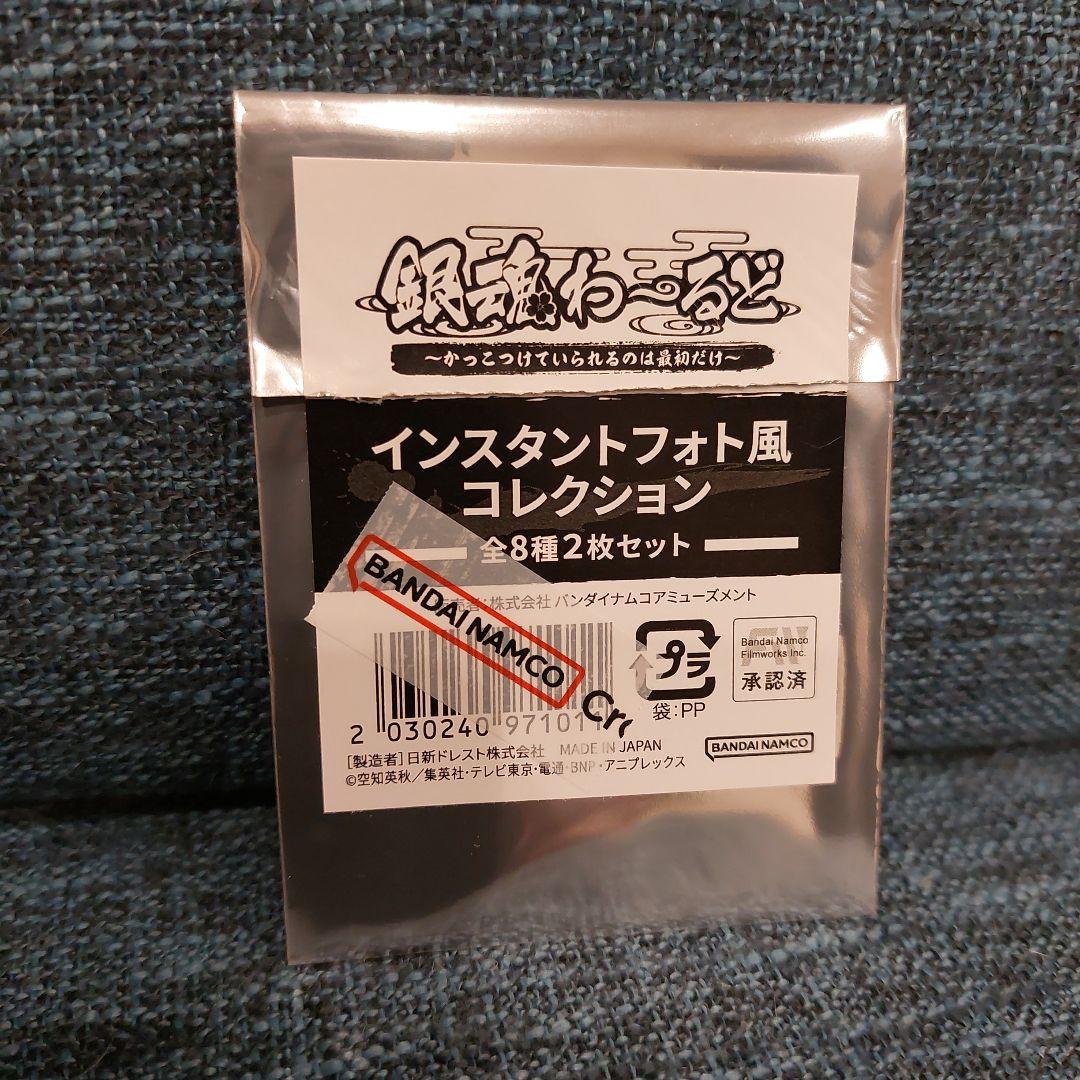 銀魂わ～るど
～かっこつけていられるのは最初だけ～
インスタントフォト風
コレクション
全8種2枚セット
売者:株式会社 バンダイナムコアミューズメント
BANDAI NAMCO
プラ
袋:PP
Bandai Namco
Filmworks Inc.
承認済
2 030240 971011
BANDAI NAMCO
[製造者]日新ドレスト株式会社 MADE IN JAPAN
©空知英秋／集英社・テレビ東京・電通・BNP・アニプレックス